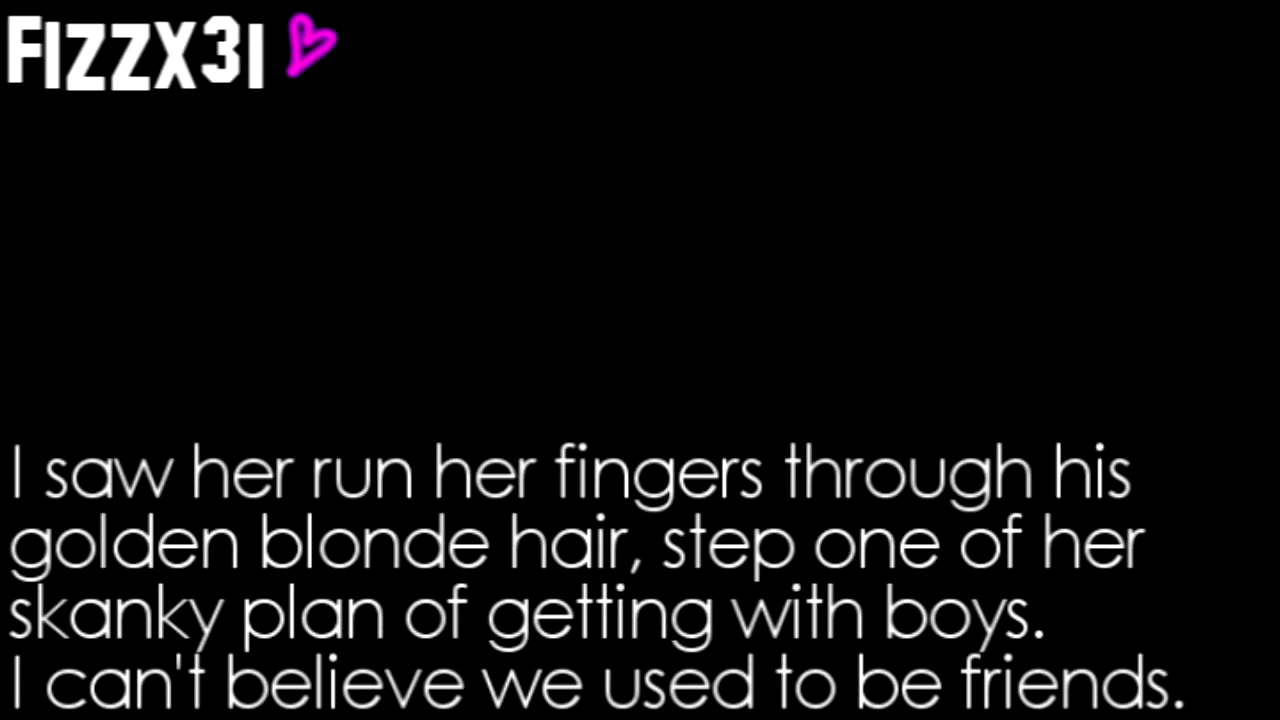 FIZZX3I
I saw her run her fingers through his
golden blonde hair, step one of her
skanky plan of getting with boys.
I can't believe we used to be friends.